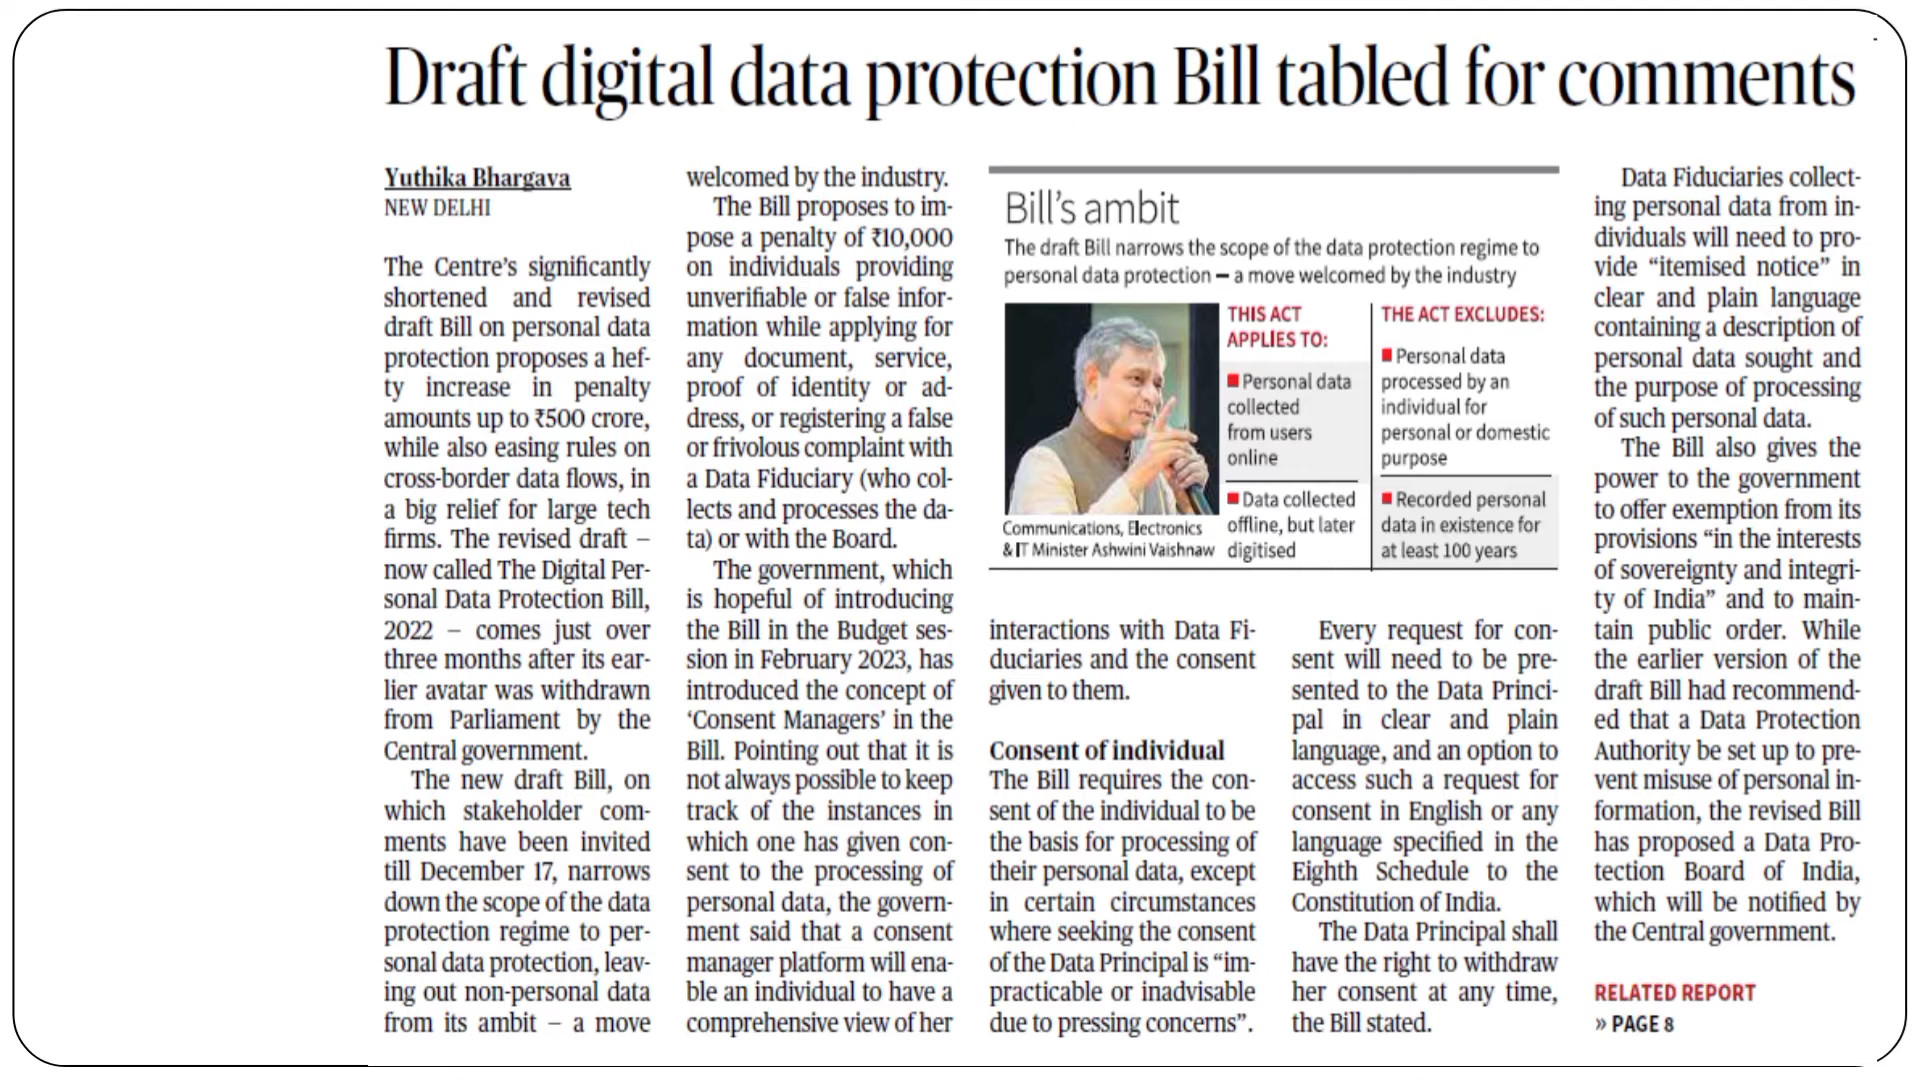 Draft digital data protection Bill tabled for comments
Yuthika Bhargava
NEW DELHI
The Centre's significantly
shortened and revised
draft Bill on personal data
protection proposes a hef-
ty increase in penalty
amounts up to ₹500 crore,
while also easing rules on
cross-border data flows, in
a big relief for large tech
firms. The revised draft –
now called The Digital Per-
sonal Data Protection Bill,
2022 – comes just over
three months after its ear-
lier avatar was withdrawn
from Parliament by the
Central government.
The new draft Bill, on
which stakeholder com-
ments have been invited
till December 17, narrows
down the scope of the data
protection regime to per-
sonal data protection, leav-
ing out non-personal data
from its ambit – a move
welcomed by the industry.
The Bill proposes to im-
pose a penalty of ₹10,000
on individuals providing
unverifiable or false infor-
mation while applying for
any document, service,
proof of identity or ad-
dress, or registering a false
or frivolous complaint with
a Data Fiduciary (who col-
lects and processes the da-
ta) or with the Board.
The government, which
is hopeful of introducing
the Bill in the Budget ses-
sion in February 2023, has
introduced the concept of
'Consent Managers' in the
Bill. Pointing out that it is
not always possible to keep
track of the instances in
which one has given con-
sent to the processing of
personal data, the govern-
ment said that a consent
manager platform will ena-
ble an individual to have a
comprehensive view of her
Bill's ambit
The draft Bill narrows the scope of the data protection regime to
personal data protection — a move welcomed by the industry
Communications, Electronics
& IT Minister Ashwini Vaishnaw
THIS ACT
APPLIES TO:
Personal data
collected
from users
online
Data collected
offline, but later
digitised
THE ACT EXCLUDES:
Personal data
processed by an
individual for
personal or domestic
purpose
Recorded personal
data in existence for
at least 100 years
interactions with Data Fi-
duciaries and the consent
given to them.
Consent of individual
The Bill requires the con-
sent of the individual to be
the basis for processing of
their personal data, except
in certain circumstances
where seeking the consent
of the Data Principal is "im-
practicable or inadvisable
due to pressing concerns".
Every request for con-
sent will need to be pre-
sented to the Data Princi-
pal in clear and plain
language, and an option to
access such a request for
consent in English or any
language specified in the
Eighth Schedule to the
Constitution of India.
The Data Principal shall
have the right to withdraw
her consent at any time,
the Bill stated.
Data Fiduciaries collect-
ing personal data from in-
dividuals will need to pro-
vide "itemised notice" in
clear and plain language
containing a description of
personal data sought and
the purpose of processing
of such personal data.
The Bill also gives the
power to the government
to offer exemption from its
provisions "in the interests
of sovereignty and integri-
ty of India" and to main-
tain public order. While
the earlier version of the
draft Bill had recommend-
ed that a Data Protection
Authority be set up to pre-
vent misuse of personal in-
formation, the revised Bill
has proposed a Data Pro-
tection Board of India,
which will be notified by
the Central government.
RELATED REPORT
» PAGE 8